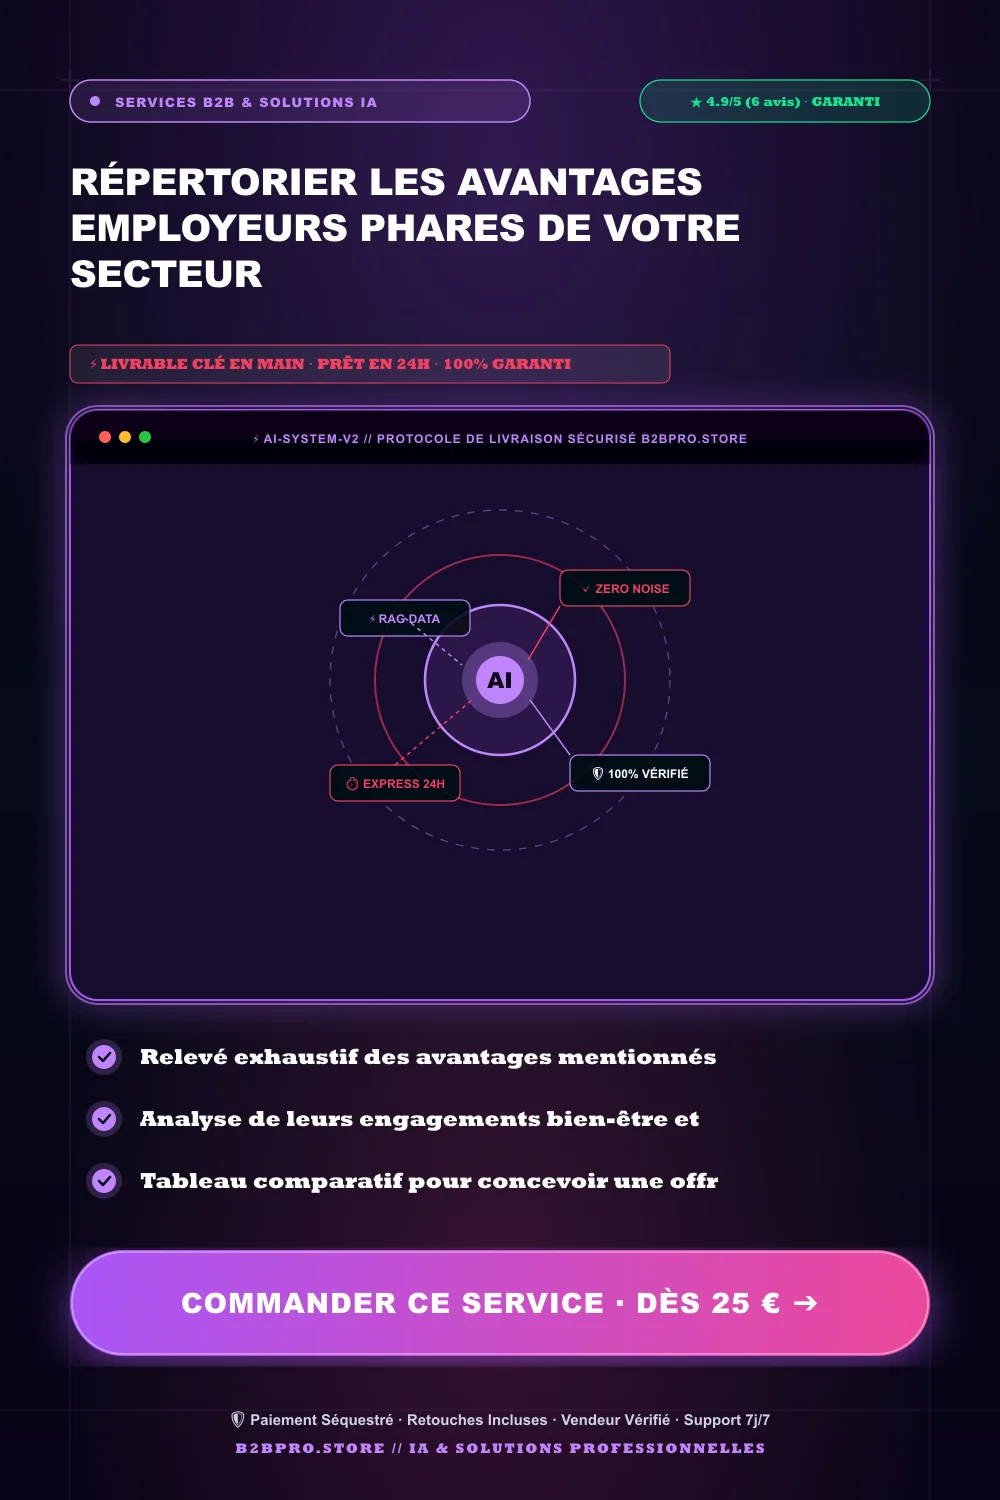 SERVICES B2B & SOLUTIONS IA
★ 4.9/5 (6 avis) · GARANTI
RÉPERTORIER LES AVANTAGES
EMPLOYEURS PHARES DE VOTRE
SECTEUR
⚡ LIVRABLE CLÉ EN MAIN · PRÊT EN 24H · 100% GARANTI
⚡ AI-SYSTEM-V2 // PROTOCOLE DE LIVRAISON SÉCURISÉ B2BPRO.STORE
✓ ZERO NOISE
⚡ RAG DATA
AI
⏱ EXPRESS 24H
🛡 100% VÉRIFIÉ
Relevé exhaustif des avantages mentionnés
Analyse de leurs engagements bien-être et
Tableau comparatif pour concevoir une offr
COMMANDER CE SERVICE · DÈS 25 € ➔
🛡 Paiement Séquestré · Retouches Incluses · Vendeur Vérifié · Support 7j/7
B2BPRO.STORE // IA & SOLUTIONS PROFESSIONNELLES